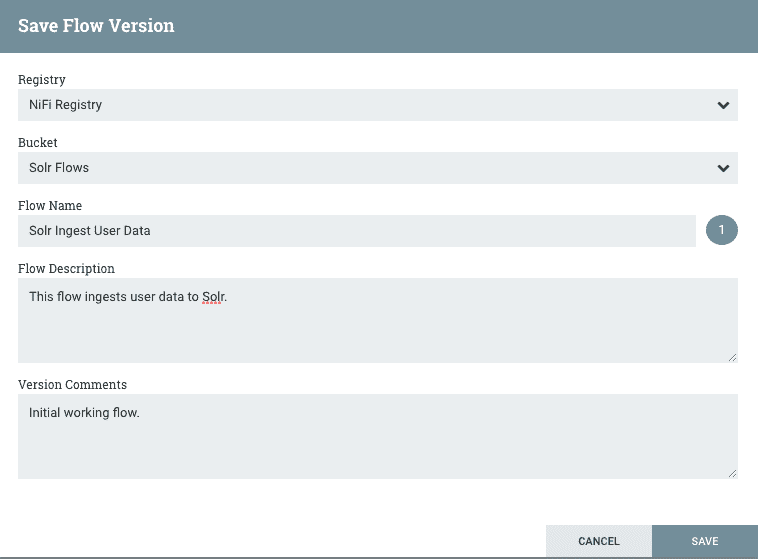 Save Flow Version
Registry
NiFi Registry
Bucket
Solr Flows
Flow Name
Solr Ingest User Data
1
Flow Description
This flow ingests user data to Solr.
Version Comments
Initial working flow.
CANCEL
SAVE